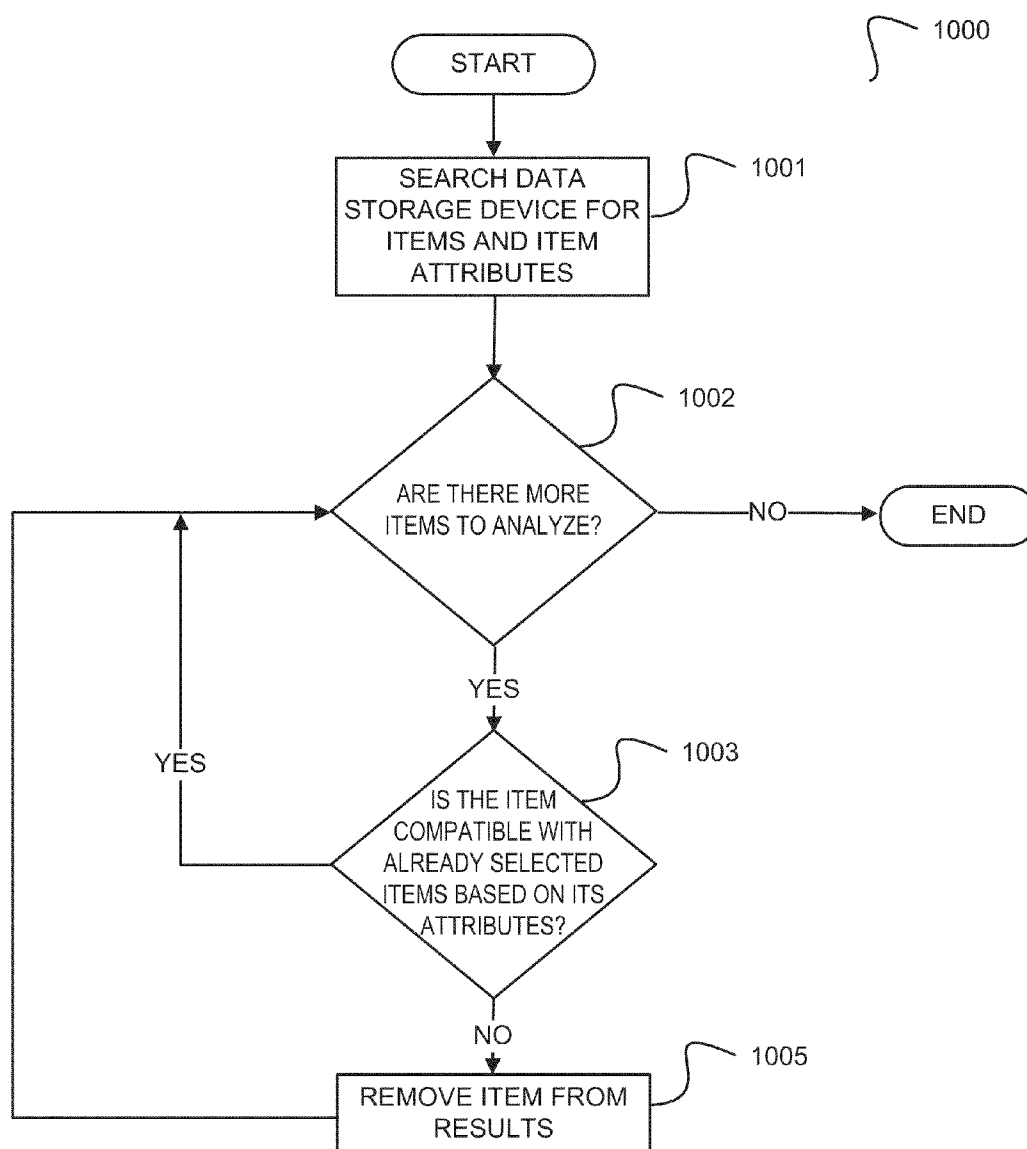 1000
START
1001
SEARCH DATA
STORAGE DEVICE FOR
ITEMS AND ITEM
ATTRIBUTES
1002
ARE THERE MORE
ITEMS TO ANALYZE?
NO
END
YES
YES
1003
IS THE ITEM
COMPATIBLE WITH
ALREADY SELECTED
ITEMS BASED ON ITS
ATTRIBUTES?
NO
1005
REMOVE ITEM FROM
RESULTS